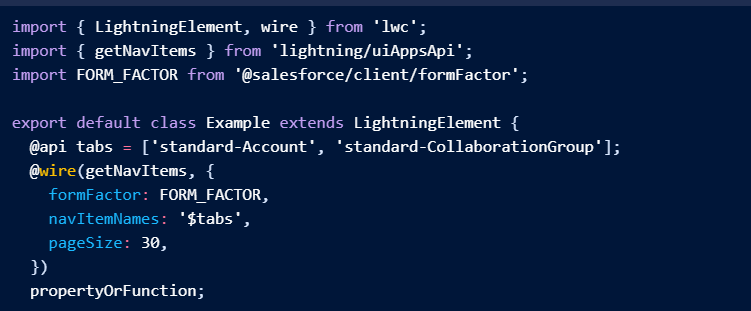 import { LightningElement, wire } from 'lwc';
import { getNavItems } from 'lightning/uiAppsApi';
import FORM_FACTOR from '@salesforce/client/formFactor';

export default class Example extends LightningElement {
  @api tabs = ['standard-Account', 'standard-CollaborationGroup'];
  @wire(getNavItems, {
    formFactor: FORM_FACTOR,
    navItemNames: '$tabs',
    pageSize: 30,
  })
  propertyOrFunction;